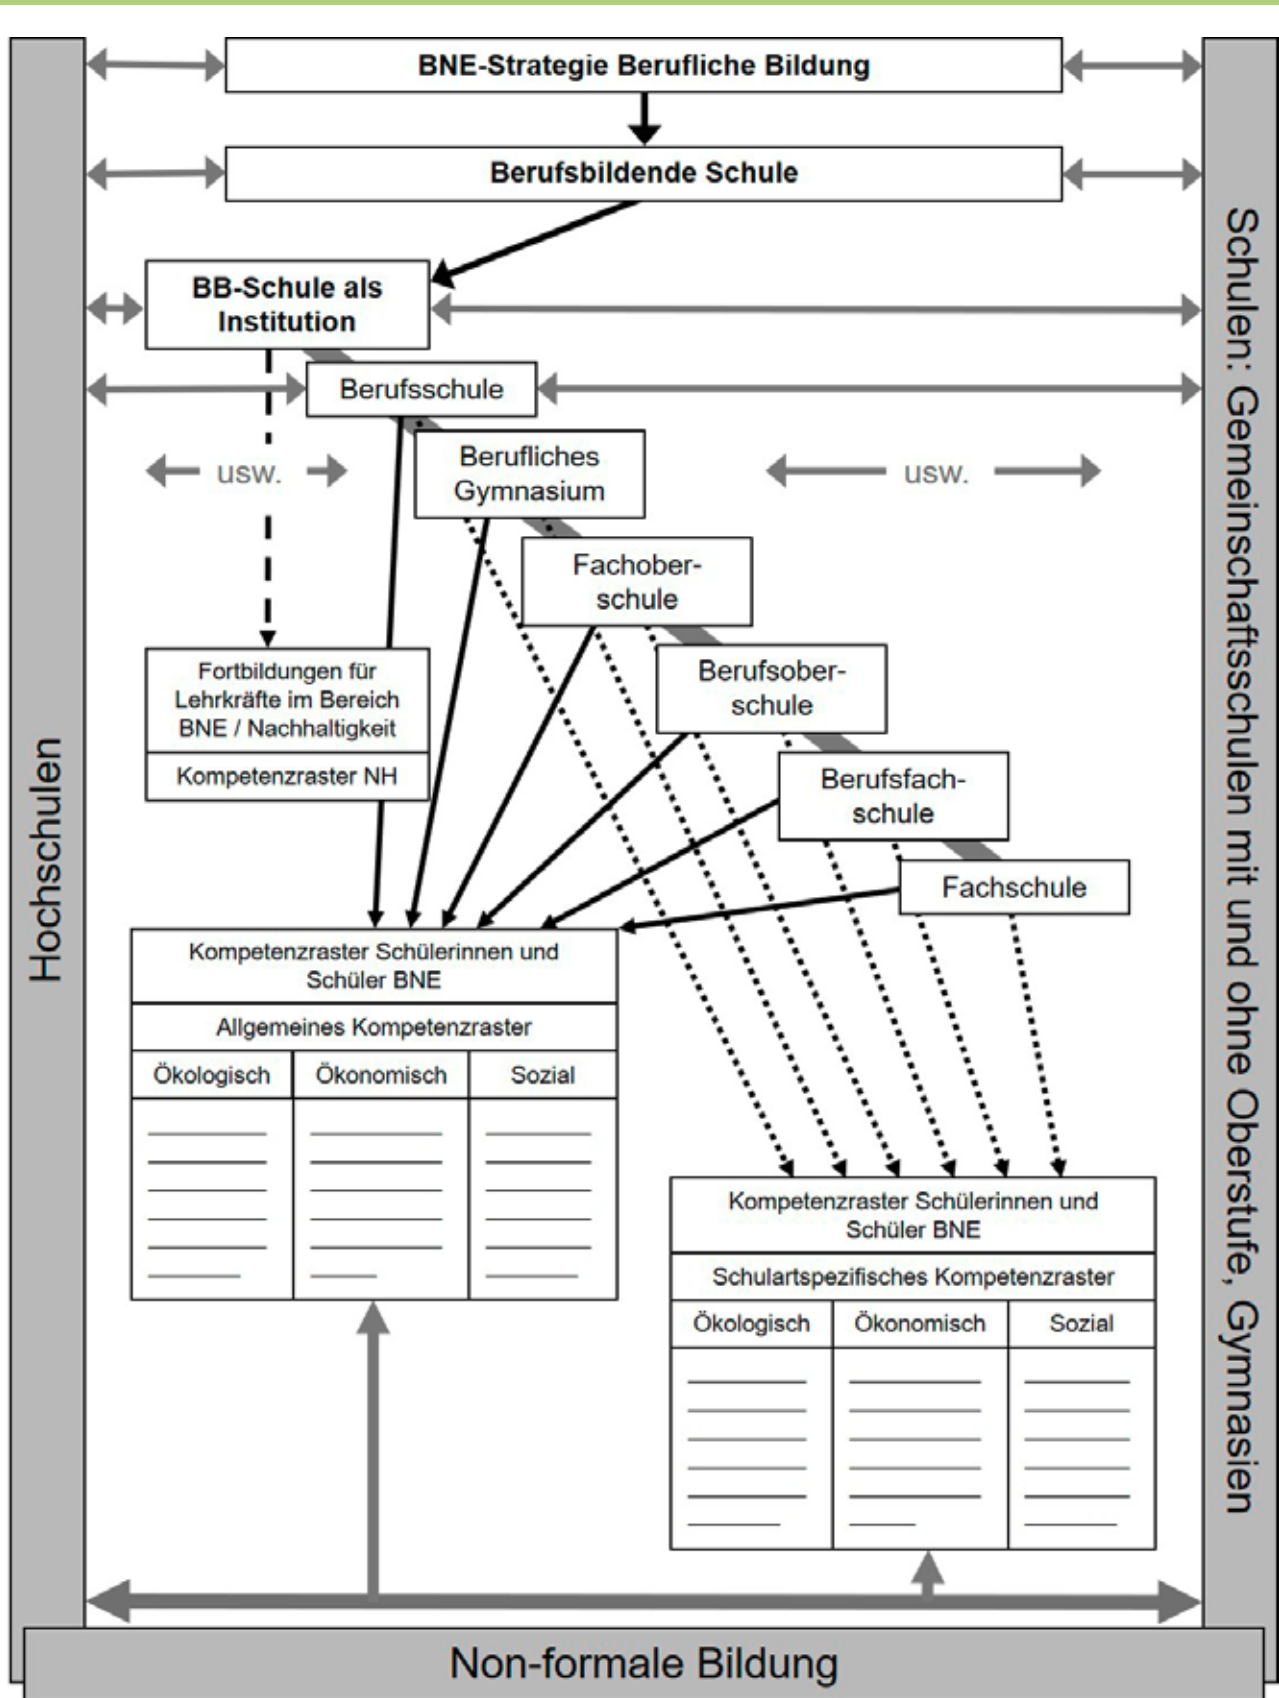 BNE-Strategie Berufliche Bildung
Berufsbildende Schule
BB-Schule als
Institution
Berufsschule
Berufliches
Gymnasium
usw.
usw.
Fachober-
schule
Berufsober-
schule
Fortbildungen für
Lehrkräfte im Bereich
BNE / Nachhaltigkeit
Kompetenzraster NH
Berufsfach-
schule
Fachschule
Kompetenzraster Schülerinnen und
Schüler BNE
Allgemeines Kompetenzraster
Ökologisch
Ökonomisch
Sozial
Kompetenzraster Schülerinnen und
Schüler BNE
Schulartspezifisches Kompetenzraster
Ökologisch
Ökonomisch
Sozial
Hochschulen
Schulen: Gemeinschaftsschulen mit und ohne Oberstufe, Gymnasien
Non-formale Bildung